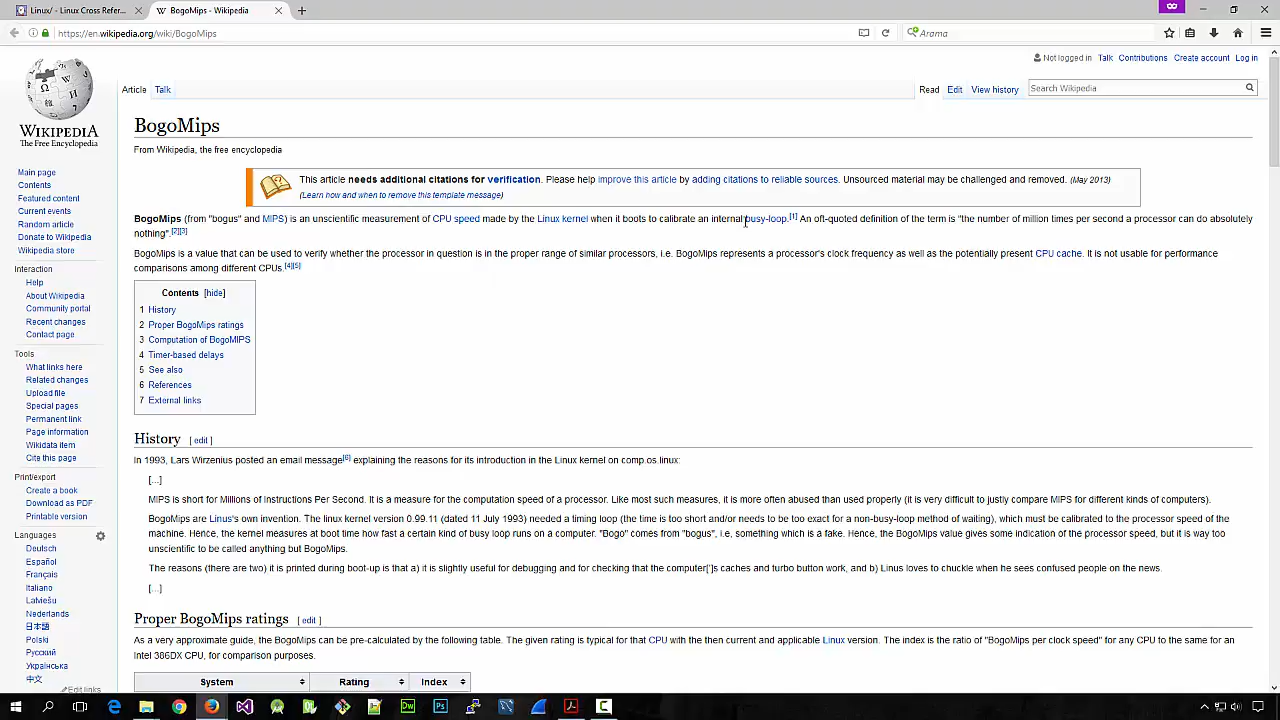 Linux/ - Linux Cross Refer...
BogoMips - Wikipedia
https://en.wikipedia.org/wiki/BogoMips
Arama
Not logged in Talk Contributions Create account Log in
Article Talk
Read Edit View history
Search Wikipedia
WIKIPEDIA
The Free Encyclopedia
Main page
Contents
Featured content
Current events
Random article
Donate to Wikipedia
Wikipedia store
Interaction
Help
About Wikipedia
Community portal
Recent changes
Contact page
Tools
What links here
Related changes
Upload file
Special pages
Permanent link
Page information
Wikidata item
Cite this page
Print/export
Create a book
Download as PDF
Printable version
Languages
Deutsch
Español
Français
Italiano
Latviešu
Nederlands
日本語
Polski
Русский
Українська
中文
Edit links
BogoMips
From Wikipedia, the free encyclopedia
This article needs additional citations for verification. Please help improve this article by adding citations to reliable sources. Unsourced material may be challenged and removed. (May 2013)
(Learn how and when to remove this template message)
BogoMips (from "bogus" and MIPS) is an unscientific measurement of CPU speed made by the Linux kernel when it boots to calibrate an internal busy-loop.[1] An oft-quoted definition of the term is "the number of million times per second a processor can do absolutely
nothing".[2][3]
BogoMips is a value that can be used to verify whether the processor in question is in the proper range of similar processors, i.e. BogoMips represents a processor's clock frequency as well as the potentially present CPU cache. It is not usable for performance
comparisons among different CPUs.[4][5]
Contents [hide]
1 History
2 Proper BogoMips ratings
3 Computation of BogoMIPS
4 Timer-based delays
5 See also
6 References
7 External links
History [ edit ]
In 1993, Lars Wirzenius posted an email message[6] explaining the reasons for its introduction in the Linux kernel on comp.os.linux:
[...]
MIPS is short for Millions of Instructions Per Second. It is a measure for the computation speed of a processor. Like most such measures, it is more often abused than used properly (it is very difficult to justly compare MIPS for different kinds of computers).
BogoMips are Linus's own invention. The linux kernel version 0.99.11 (dated 11 July 1993) needed a timing loop (the time is too short and/or needs to be too exact for a non-busy-loop method of waiting), which must be calibrated to the processor speed of the
machine. Hence, the kernel measures at boot time how fast a certain kind of busy loop runs on a computer. "Bogo" comes from "bogus", i.e, something which is a fake. Hence, the BogoMips value gives some indication of the processor speed, but it is way too
unscientific to be called anything but BogoMips.
The reasons (there are two) it is printed during boot-up is that a) it is slightly useful for debugging and for checking that the computer[']s caches and turbo button work, and b) Linus loves to chuckle when he sees confused people on the news.
[...]
Proper BogoMips ratings [ edit ]
As a very approximate guide, the BogoMips can be pre-calculated by the following table. The given rating is typical for that CPU with the then current and applicable Linux version. The index is the ratio of "BogoMips per clock speed" for any CPU to the same for an
Intel 386DX CPU, for comparison purposes.
System Rating Index